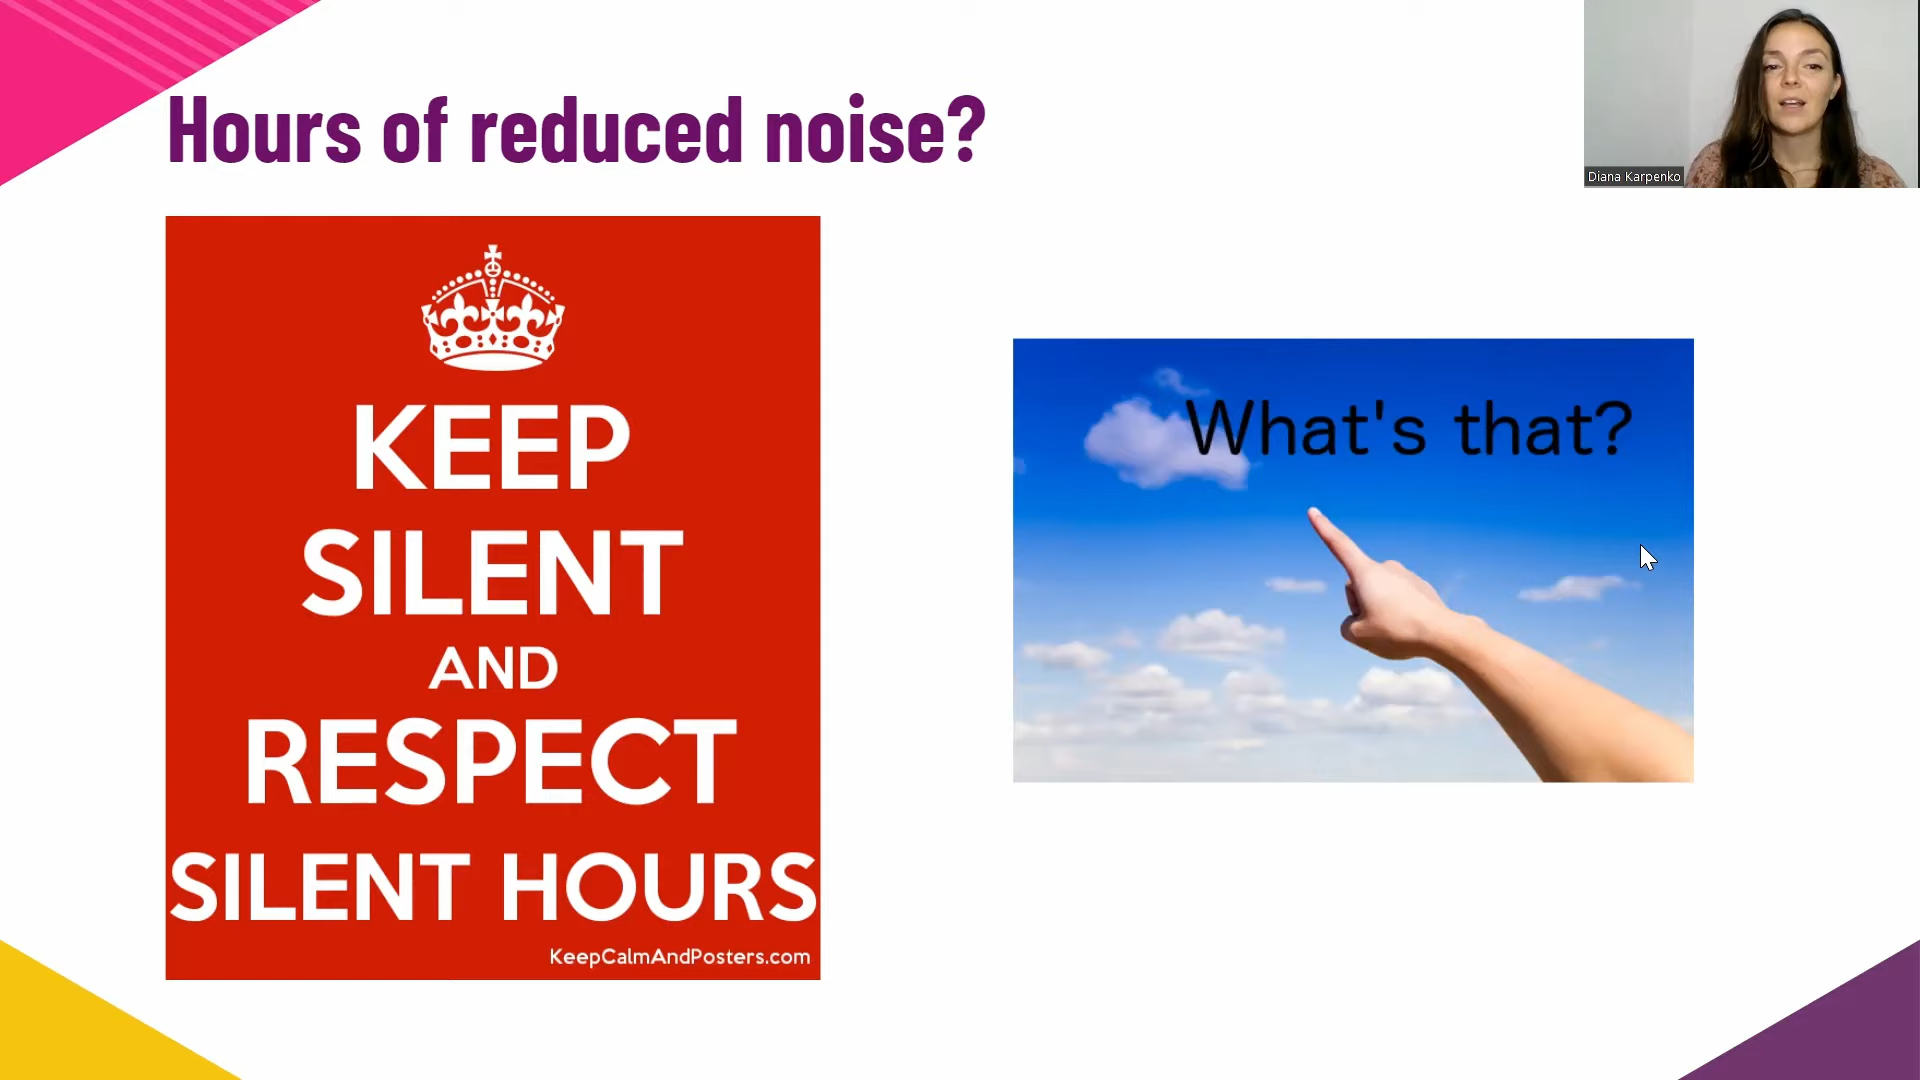 Hours of reduced noise?
Diana Karpenko
KEEP
SILENT
AND
RESPECT
SILENT HOURS
KeepCalmAndPosters.com
What's that?